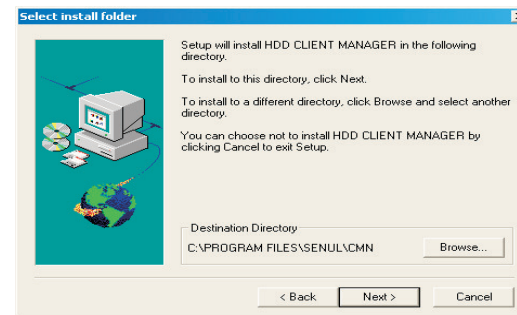 Select install folder
Setup will install HDD CLIENT MANAGER in the following
directory.
To install to this directory, click Next.
To install to a different directory, click Browse and select another
directory.
You can choose not to install HDD CLIENT MANAGER by
clicking Cancel to exit Setup.
Destination Directory
C:\PROGRAM FILES\SENUL\CMN
Browse...
< Back
Next >
Cancel